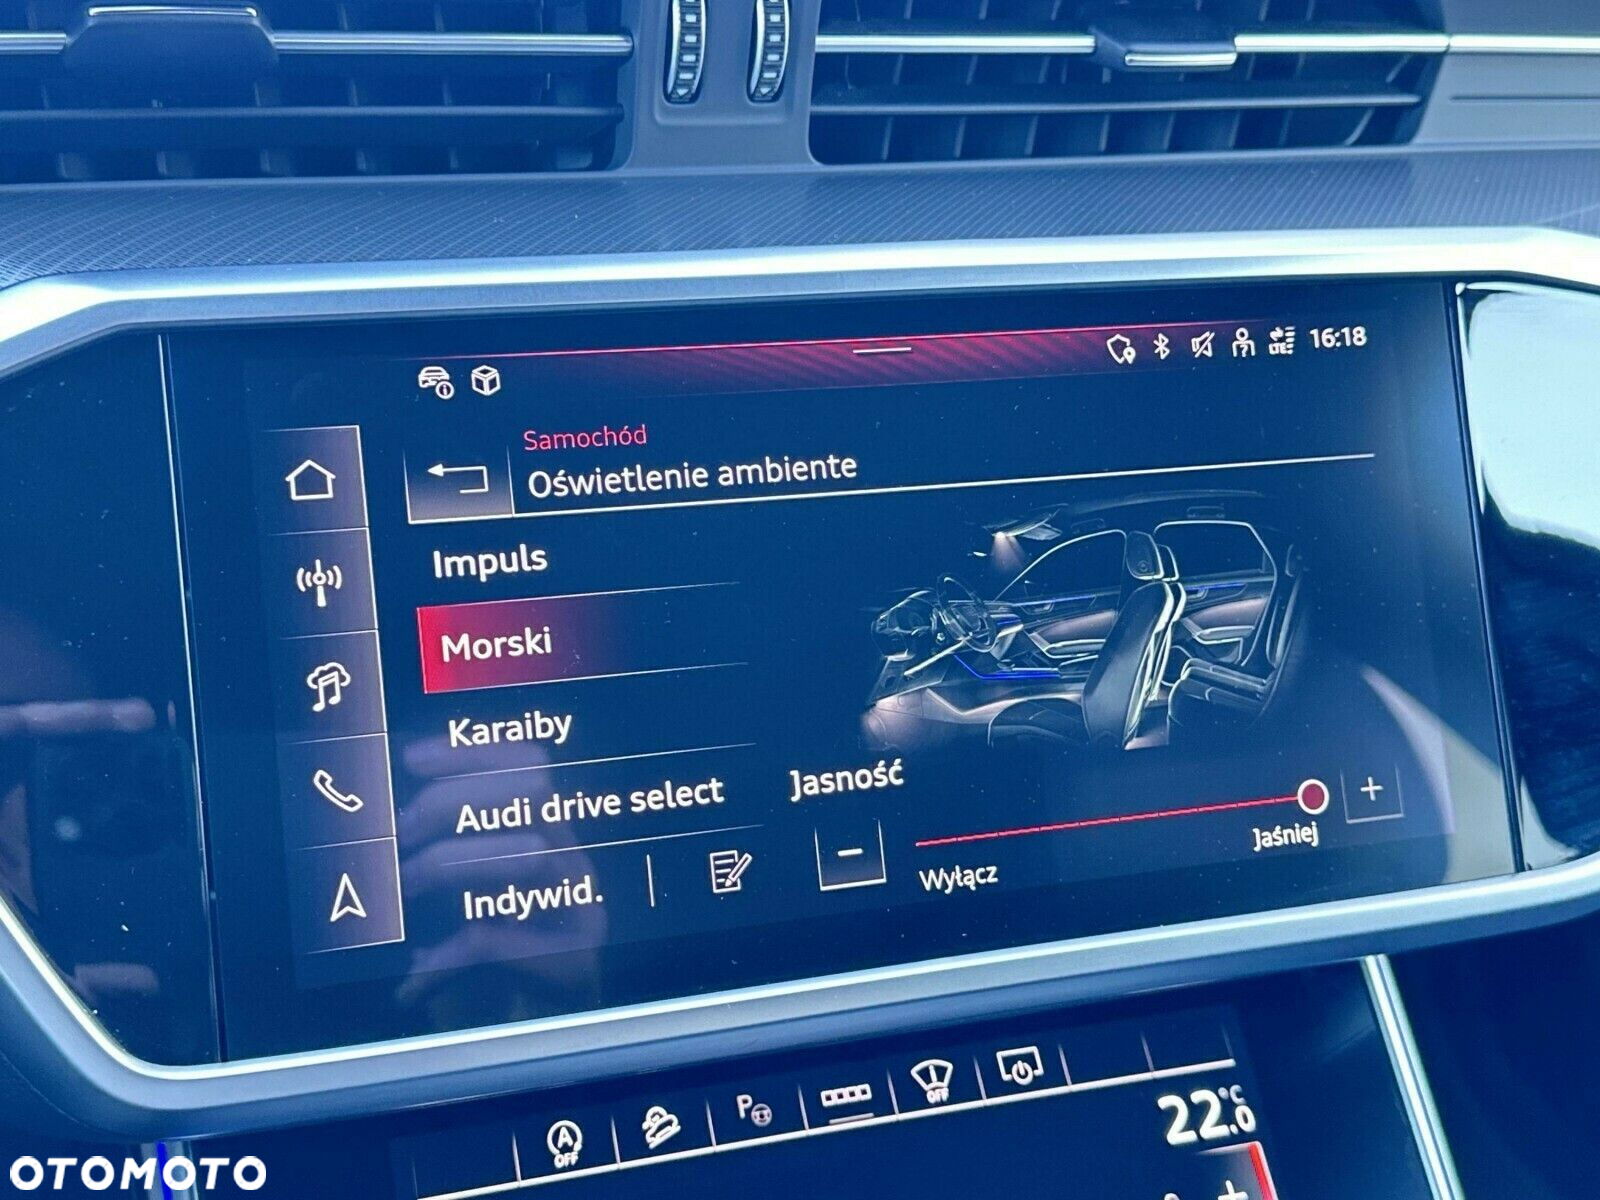 16:18
LTE
Samochód
Oświetlenie ambiente
Impuls
Morski
Karaiby
Audi drive select
Indywid.
Jasność
−
+
Wyłącz
Jaśniej
A
OFF
P
OFF
22.0
°C
+
OTOMOTO